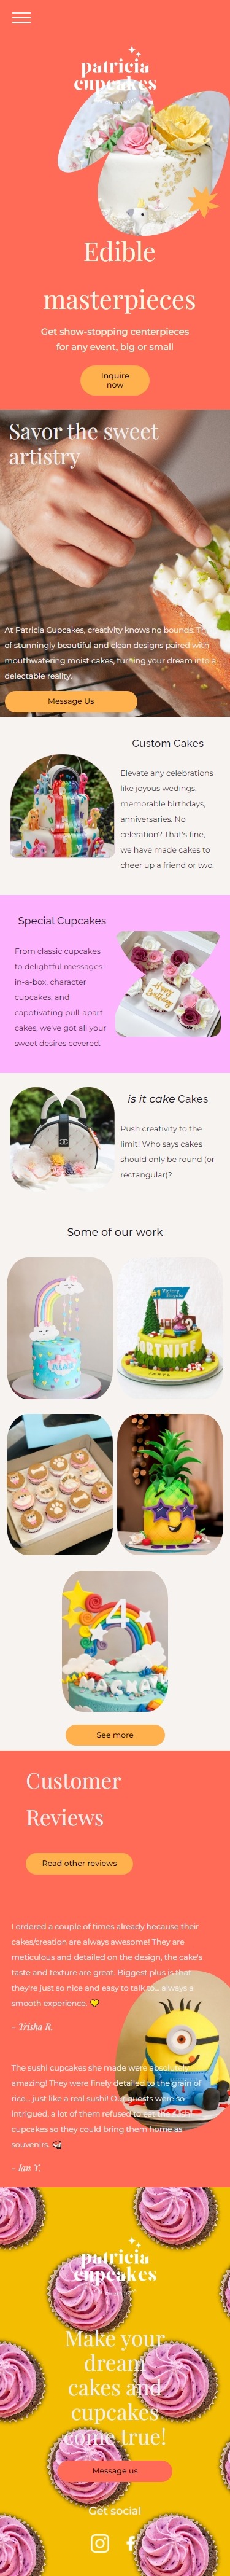 patricia
cupcakes
Edible
masterpieces
Get show-stopping centerpieces
for any event, big or small
Inquire
now
Savor the sweet
artistry
At Patricia Cupcakes, creativity knows no bounds.
of stunningly beautiful and clean designs paired with
mouthwatering moist cakes, turning your dream into a
delectable reality.
Message Us
Custom Cakes
Elevate any celebrations
like joyous wedings,
memorable birthdays,
anniversaries. No
celeration? That's fine,
we have made cakes to
cheer up a friend or two.
Special Cupcakes
From classic cupcakes
to delightful messages-
in-a-box, character
cupcakes, and
capotivating pull-apart
cakes, we've got all your
sweet desires covered.
Happy
Birthday
is it cake Cakes
Push creativity to the
limit! Who says cakes
should only be round (or
rectangular)?
Some of our work
#1 Victory
Royale
FORTNITE
4
See more
Customer
Reviews
Read other reviews
I ordered a couple of times already because their
cakes/creation are always awesome! They are
meticulous and detailed on the design, the cake's
taste and texture are great. Biggest plus is that
they're just so nice and easy to talk to... always a
smooth experience. 💛
- Trisha R.
The sushi cupcakes she made were absolutely
amazing! They were finely detailed to the grain of
rice... just like a real sushi! Our guests were so
intrigued, a lot of them refused to eat the sushi
cupcakes so they could bring them home as
souvenirs. 🍣
- Ian Y.
patricia
cupcakes
Make your
dream
cakes and
cupcakes
come true!
Message us
Get social